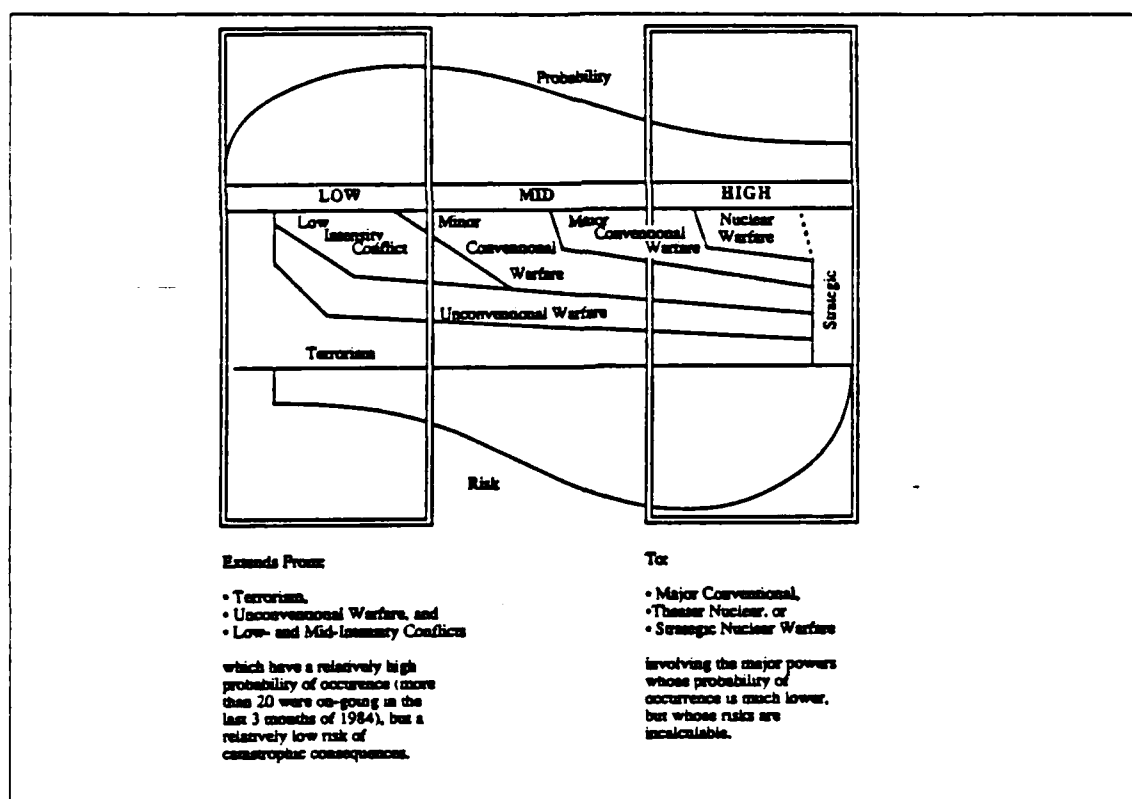 Probability
LOW MID HIGH
Low
Intensity
Conflict
Minor
Conventional
Warfare
Major
Conventional
Warfare
Nuclear
Warfare
Strategic
Unconventional Warfare
Terrorism
Risk
Extends From:
• Terrorism,
• Unconventional Warfare, and
• Low- and Mid-Intensity Conflicts
which have a relatively high
probability of occurence (more
than 20 were on-going in the
last 3 months of 1984), but a
relatively low risk of
catastrophic consequences.
To:
• Major Conventional,
• Theater Nuclear, or
• Strategic Nuclear Warfare
involving the major powers
whose probability of
occurrence is much lower,
but whose risks are
incalculable.